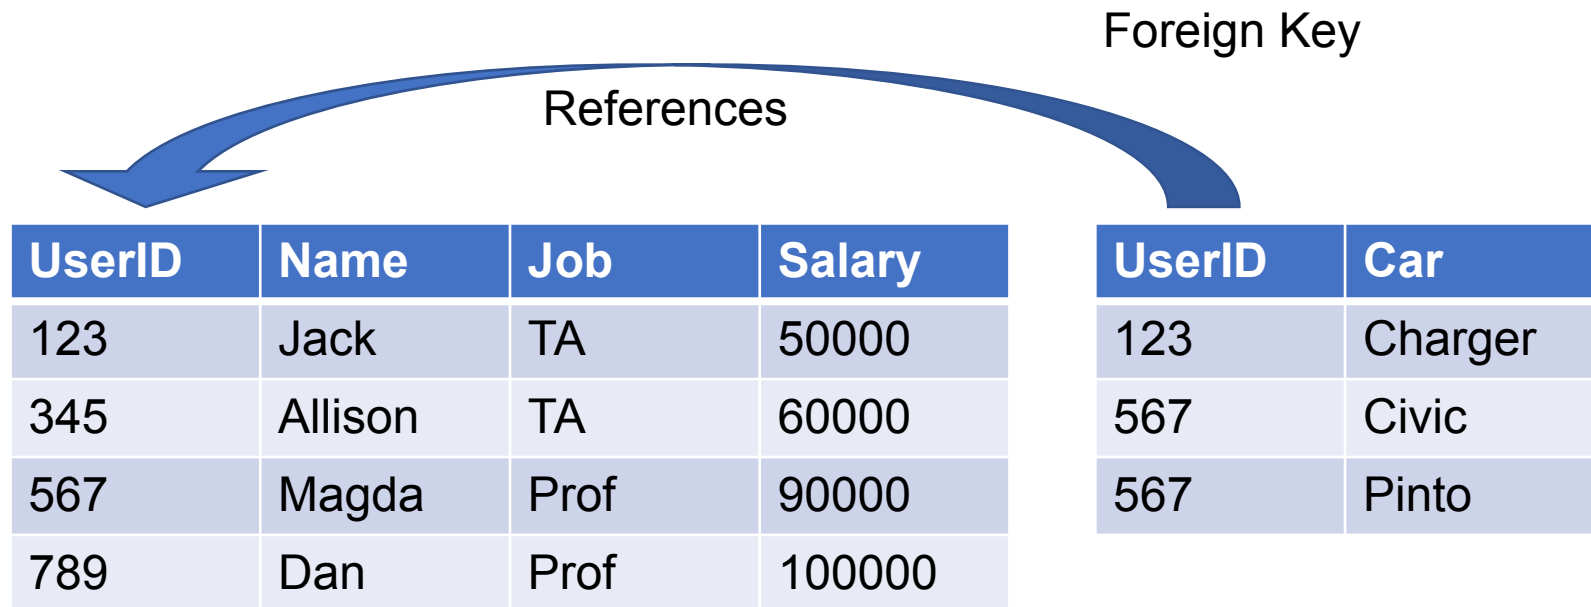 Foreign Key
References
UserID Name Job Salary
123 Jack TA 50000
345 Allison TA 60000
567 Magda Prof 90000
789 Dan Prof 100000
UserID Car
123 Charger
567 Civic
567 Pinto